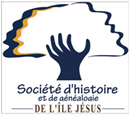 Société d'histoire
et de généalogie
DE L'ÎLE JÉSUS